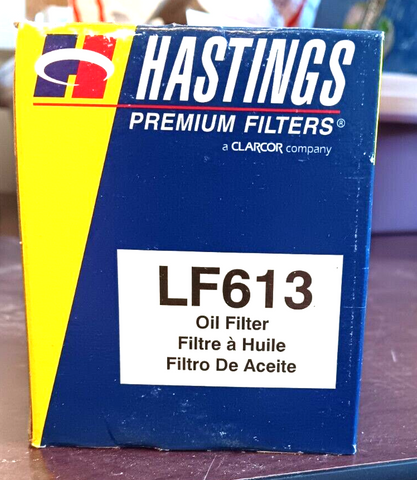 HASTINGS
PREMIUM FILTERS®
a CLARCOR company
LF613
Oil Filter
Filtre à Huile
Filtro De Aceite